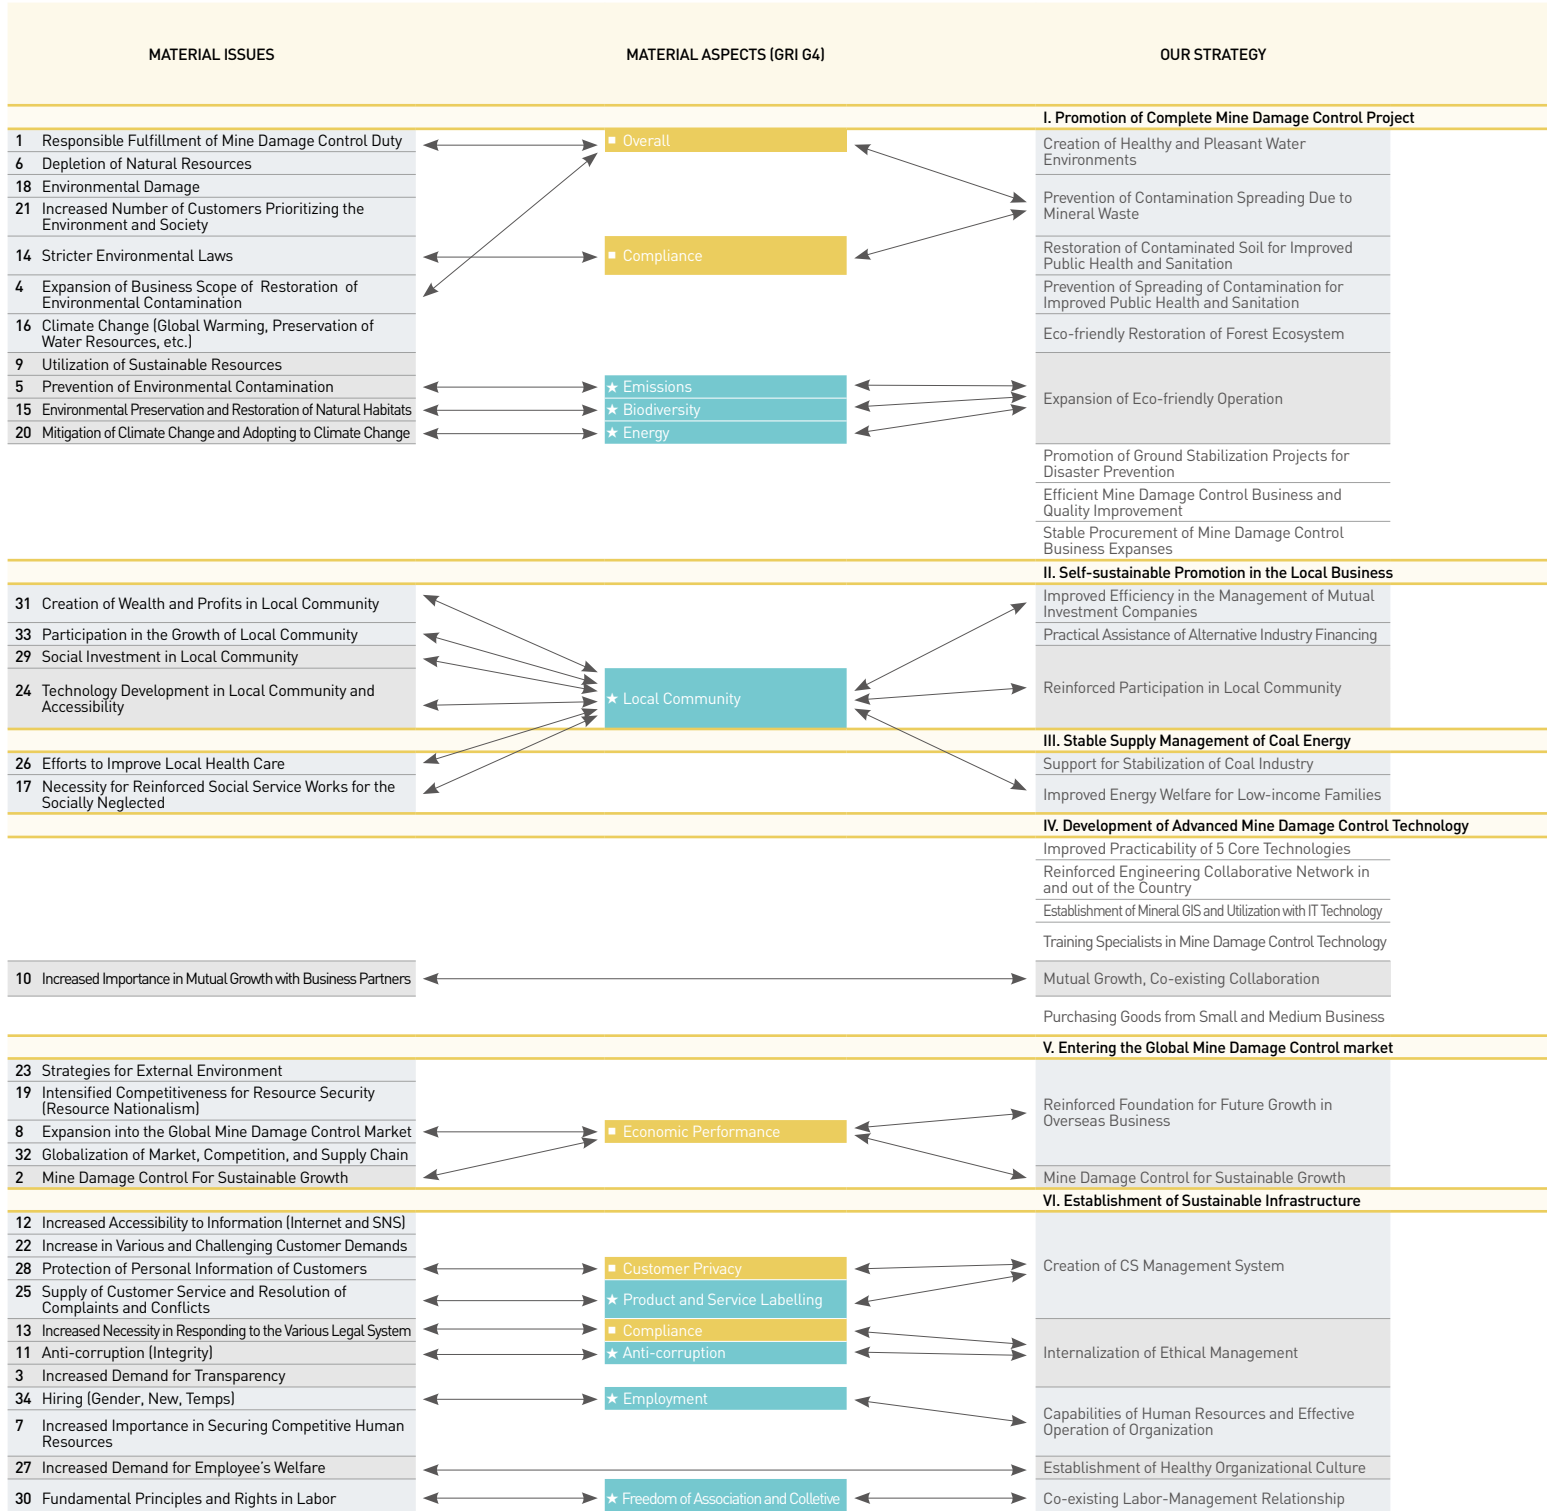 MATERIAL ISSUES
MATERIAL ASPECTS (GRI G4)
OUR STRATEGY
I. Promotion of Complete Mine Damage Control Project
1 Responsible Fulfillment of Mine Damage Control Duty
6 Depletion of Natural Resources
18 Environmental Damage
21 Increased Number of Customers Prioritizing the
Environment and Society
14 Stricter Environmental Laws
4 Expansion of Business Scope of Restoration of
Environmental Contamination
16 Climate Change (Global Warming, Preservation of
Water Resources, etc.)
9 Utilization of Sustainable Resources
5 Prevention of Environmental Contamination
15 Environmental Preservation and Restoration of Natural Habitats
20 Mitigation of Climate Change and Adopting to Climate Change
■ Overall
■ Compliance
★ Emissions
★ Biodiversity
★ Energy
Creation of Healthy and Pleasant Water
Environments
Prevention of Contamination Spreading Due to
Mineral Waste
Restoration of Contaminated Soil for Improved
Public Health and Sanitation
Prevention of Spreading of Contamination for
Improved Public Health and Sanitation
Eco-friendly Restoration of Forest Ecosystem
Expansion of Eco-friendly Operation
Promotion of Ground Stabilization Projects for
Disaster Prevention
Efficient Mine Damage Control Business and
Quality Improvement
Stable Procurement of Mine Damage Control
Business Expanses
II. Self-sustainable Promotion in the Local Business
31 Creation of Wealth and Profits in Local Community
33 Participation in the Growth of Local Community
29 Social Investment in Local Community
24 Technology Development in Local Community and
Accessibility
★ Local Community
Improved Efficiency in the Management of Mutual
Investment Companies
Practical Assistance of Alternative Industry Financing
Reinforced Participation in Local Community
III. Stable Supply Management of Coal Energy
26 Efforts to Improve Local Health Care
17 Necessity for Reinforced Social Service Works for the
Socially Neglected
Support for Stabilization of Coal Industry
Improved Energy Welfare for Low-income Families
IV. Development of Advanced Mine Damage Control Technology
Improved Practicability of 5 Core Technologies
Reinforced Engineering Collaborative Network in
and out of the Country
Establishment of Mineral GIS and Utilization with IT Technology
Training Specialists in Mine Damage Control Technology
10 Increased Importance in Mutual Growth with Business Partners
Mutual Growth, Co-existing Collaboration
Purchasing Goods from Small and Medium Business
V. Entering the Global Mine Damage Control market
23 Strategies for External Environment
19 Intensified Competitiveness for Resource Security
(Resource Nationalism)
8 Expansion into the Global Mine Damage Control Market
32 Globalization of Market, Competition, and Supply Chain
2 Mine Damage Control For Sustainable Growth
■ Economic Performance
Reinforced Foundation for Future Growth in
Overseas Business
Mine Damage Control for Sustainable Growth
VI. Establishment of Sustainable Infrastructure
12 Increased Accessibility to Information (Internet and SNS)
22 Increase in Various and Challenging Customer Demands
28 Protection of Personal Information of Customers
25 Supply of Customer Service and Resolution of
Complaints and Conflicts
13 Increased Necessity in Responding to the Various Legal System
11 Anti-corruption (Integrity)
3 Increased Demand for Transparency
34 Hiring (Gender, New, Temps)
7 Increased Importance in Securing Competitive Human
Resources
27 Increased Demand for Employee's Welfare
30 Fundamental Principles and Rights in Labor
■ Customer Privacy
★ Product and Service Labelling
■ Compliance
★ Anti-corruption
★ Employment
★ Freedom of Association and Colletive
Creation of CS Management System
Internalization of Ethical Management
Capabilities of Human Resources and Effective
Operation of Organization
Establishment of Healthy Organizational Culture
Co-existing Labor-Management Relationship